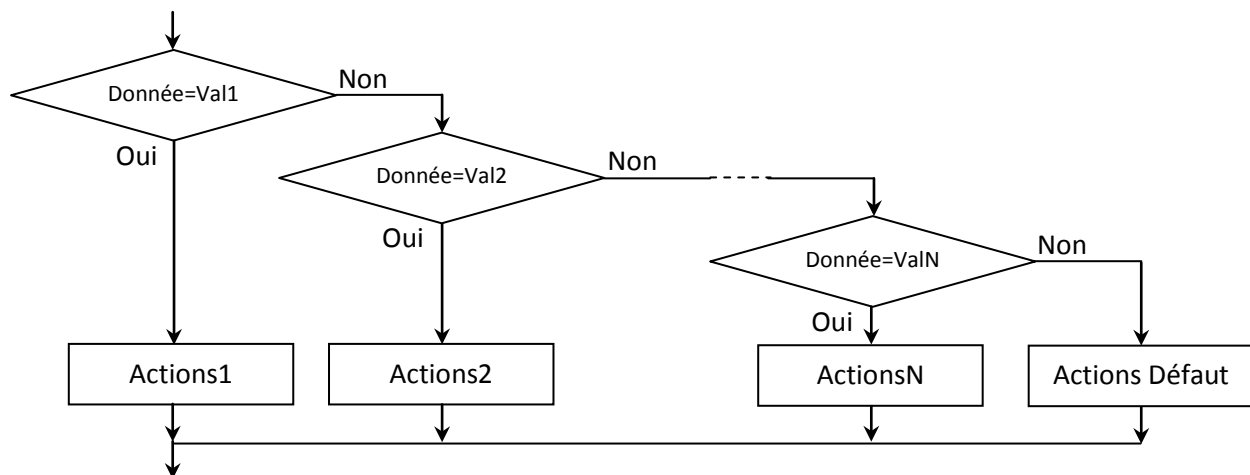 Donnée=Val1
Non
Oui
Donnée=Val2
Non
Oui
Donnée=ValN
Non
Oui
Actions1
Actions2
ActionsN
Actions Défaut